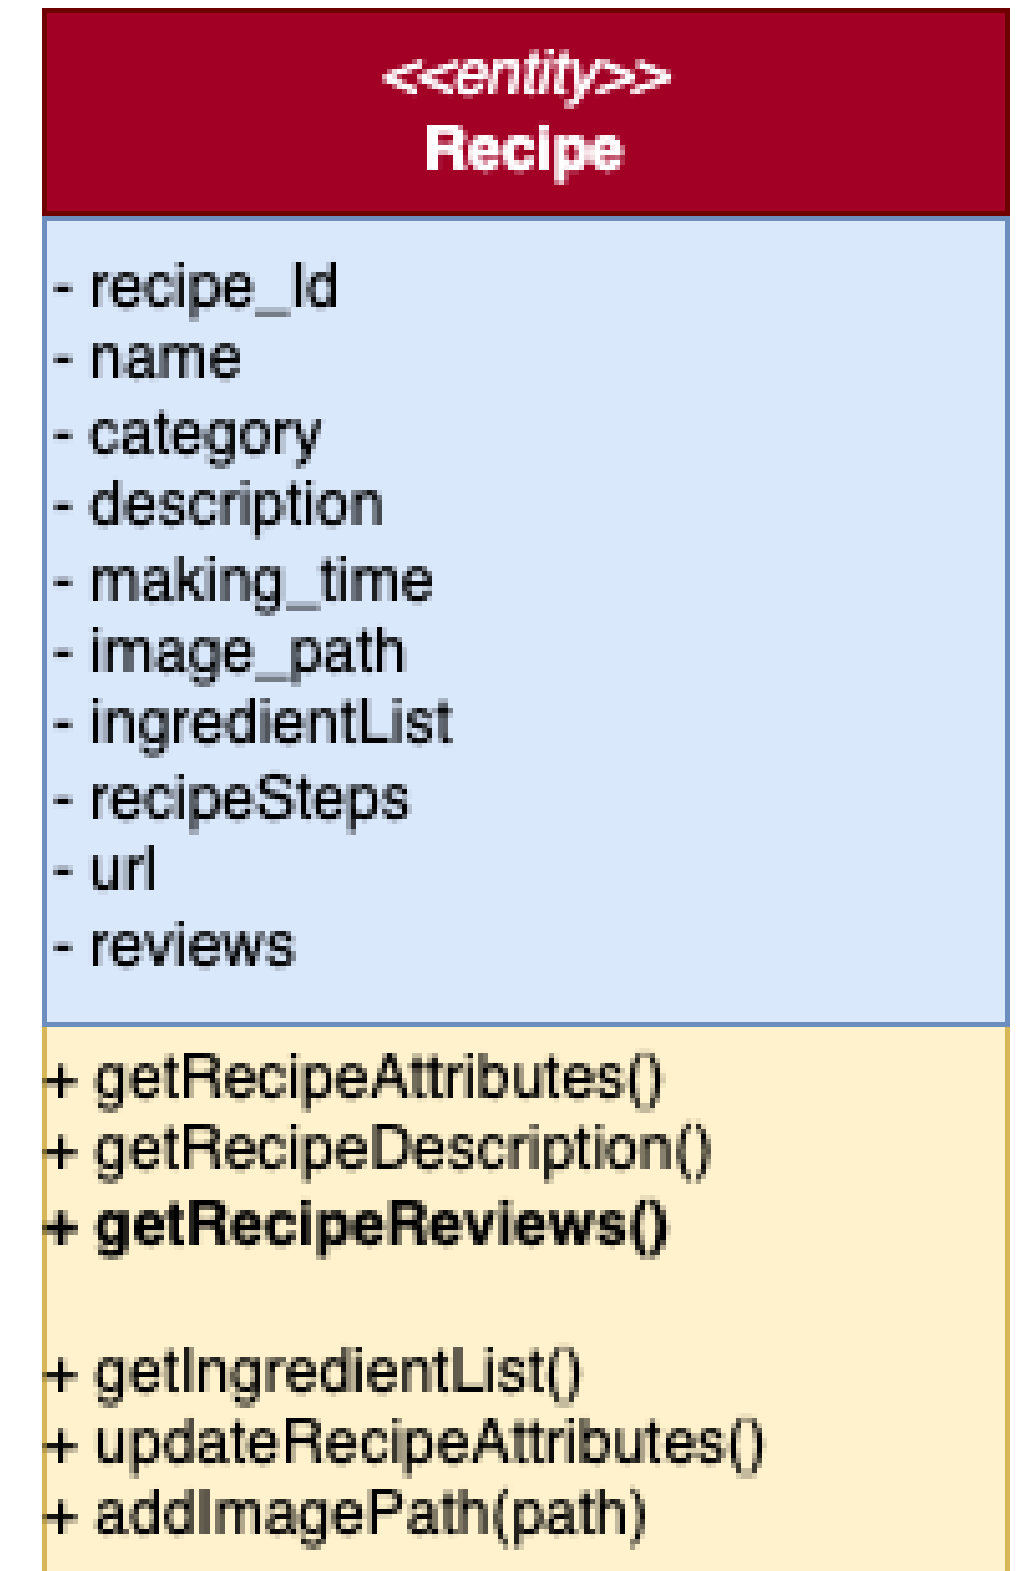 <<entity>>
Recipe
- recipe_Id
- name
- category
- description
- making_time
- image_path
- ingredientList
- recipeSteps
- url
- reviews
+ getRecipeAttributes()
+ getRecipeDescription()
+ getRecipeReviews()
+ getIngredientList()
+ updateRecipeAttributes()
+ addImagePath(path)